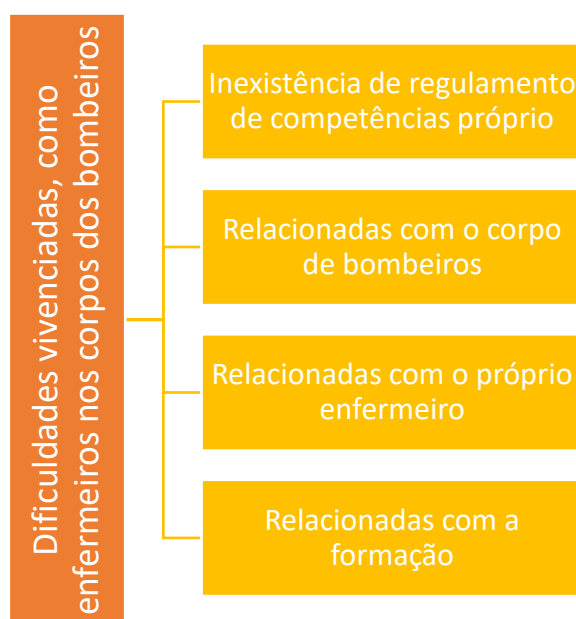 Dificuldades vivenciadas, como
enfermeiros nos corpos dos bombeiros
Inexistência de regulamento
de competências próprio
Relacionadas com o corpo
de bombeiros
Relacionadas com o próprio
enfermeiro
Relacionadas com a
formação